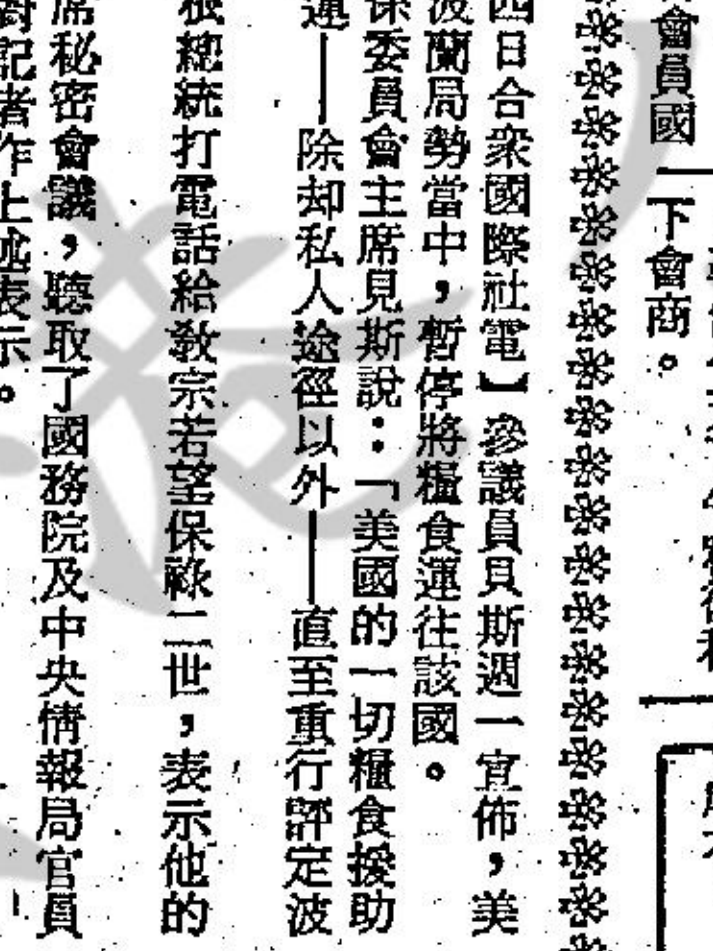 會員國
下會商。
四日合衆國際社電】參議員貝斯週一宣佈，美
波蘭局勢當中，暫停將糧食運往該國。
委員會主席見斯說：「美國的一切糧食援助
運——除却私人途徑以外——直至重行評定波
根總統打電話給敎宗若望保祿二世，表示他的
席秘密會議，聽取了國務院及中央情報局官員
對記者作上述表示。